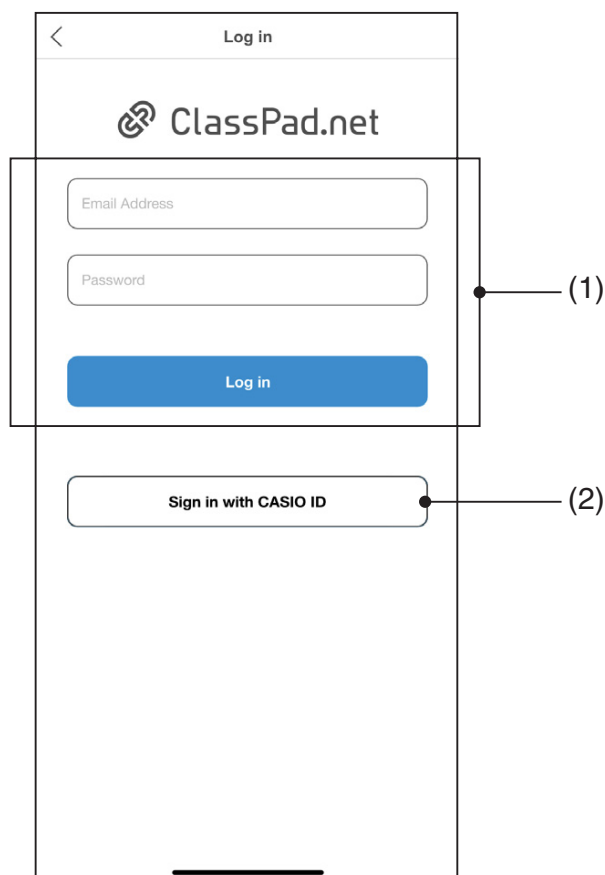 Log in
ClassPad.net
Email Address
Password
(1)
Log in
Sign in with CASIO ID
(2)